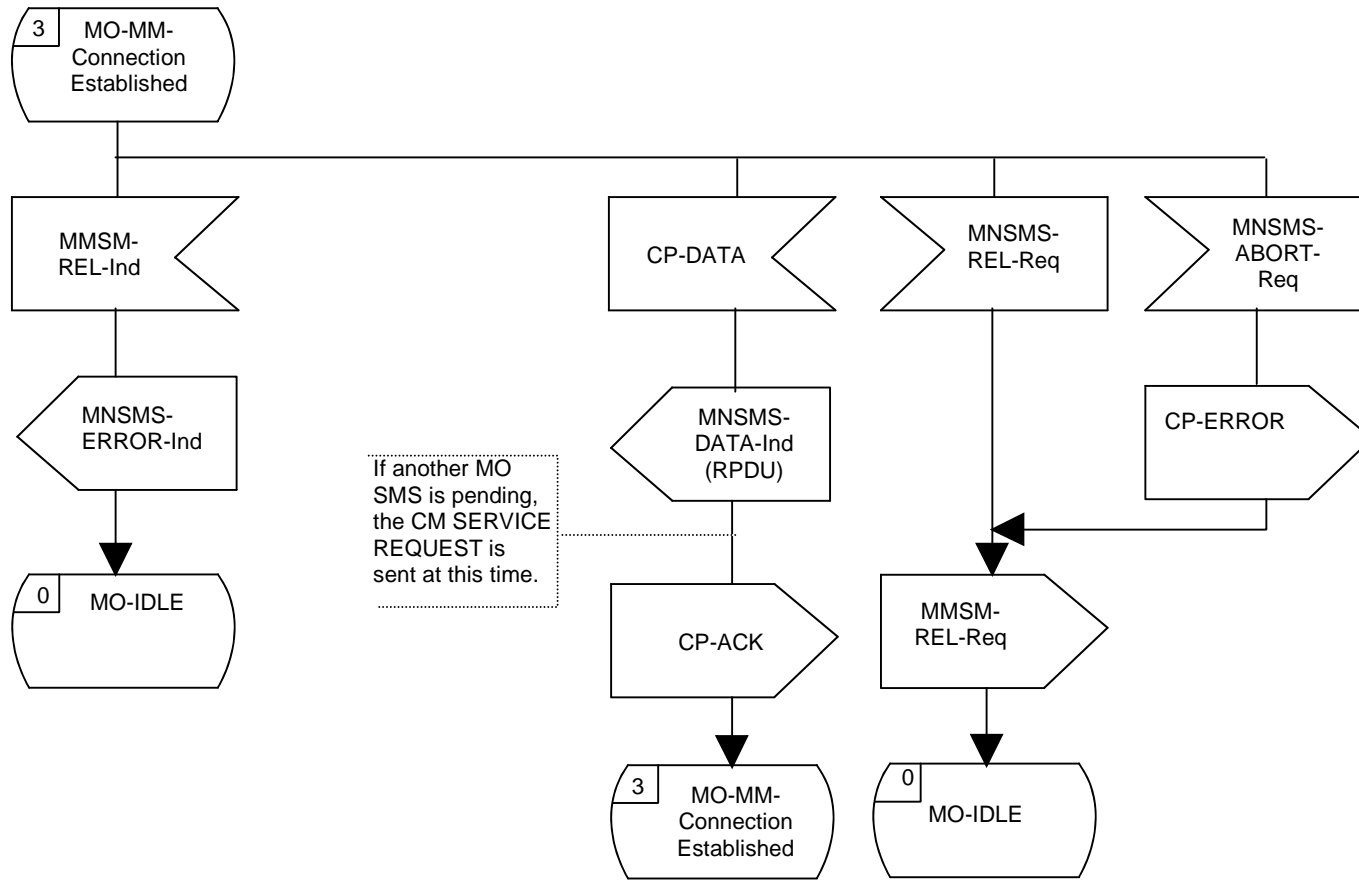 3
MO-MM-
Connection
Established
MMSM-
REL-Ind
CP-DATA
MNSMS-
REL-Req
MNSMS-
ABORT-
Req
MNSMS-
ERROR-Ind
MNSMS-
DATA-Ind
(RPDU)
CP-ERROR
If another MO
SMS is pending,
the CM SERVICE
REQUEST is
sent at this time.
0
MO-IDLE
CP-ACK
MMSM-
REL-Req
3
MO-MM-
Connection
Established
0
MO-IDLE